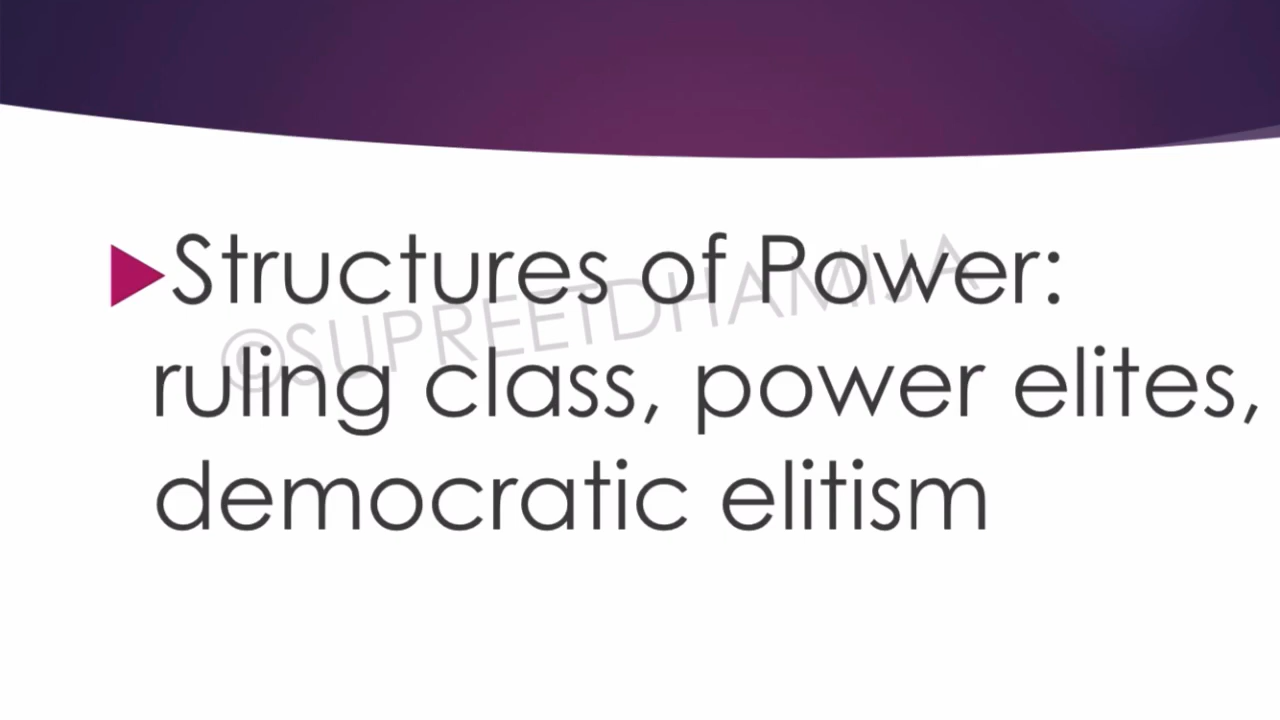 Structures of Power:
©SUPREETDHAMIJA
ruling class, power elites,
democratic elitism